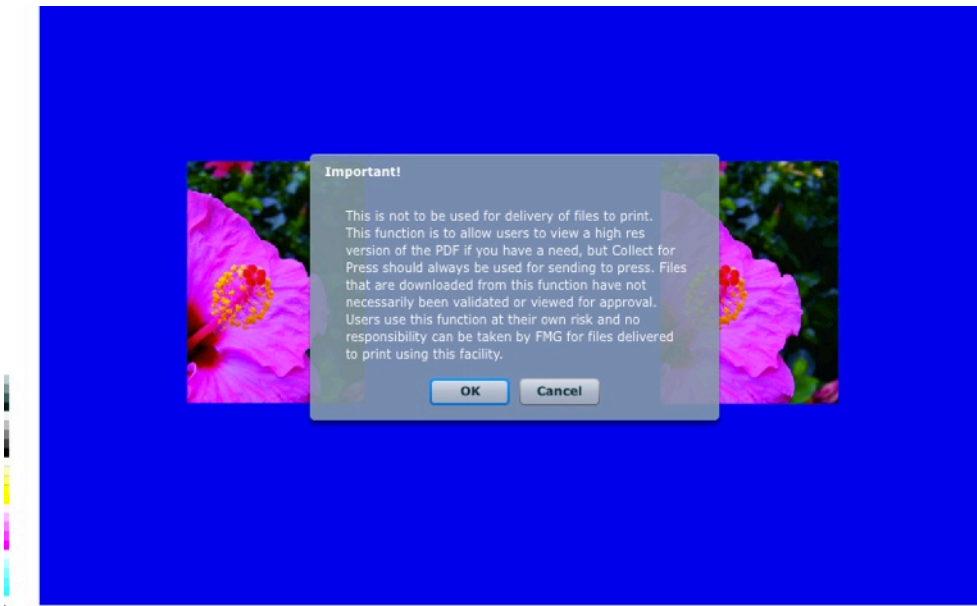 Important!
This is not to be used for delivery of files to print.
This function is to allow users to view a high res
version of the PDF if you have a need, but Collect for
Press should always be used for sending to press. Files
that are downloaded from this function have not
necessarily been validated or viewed for approval.
Users use this function at their own risk and no
responsibility can be taken by FMG for files delivered
to print using this facility.
OK Cancel